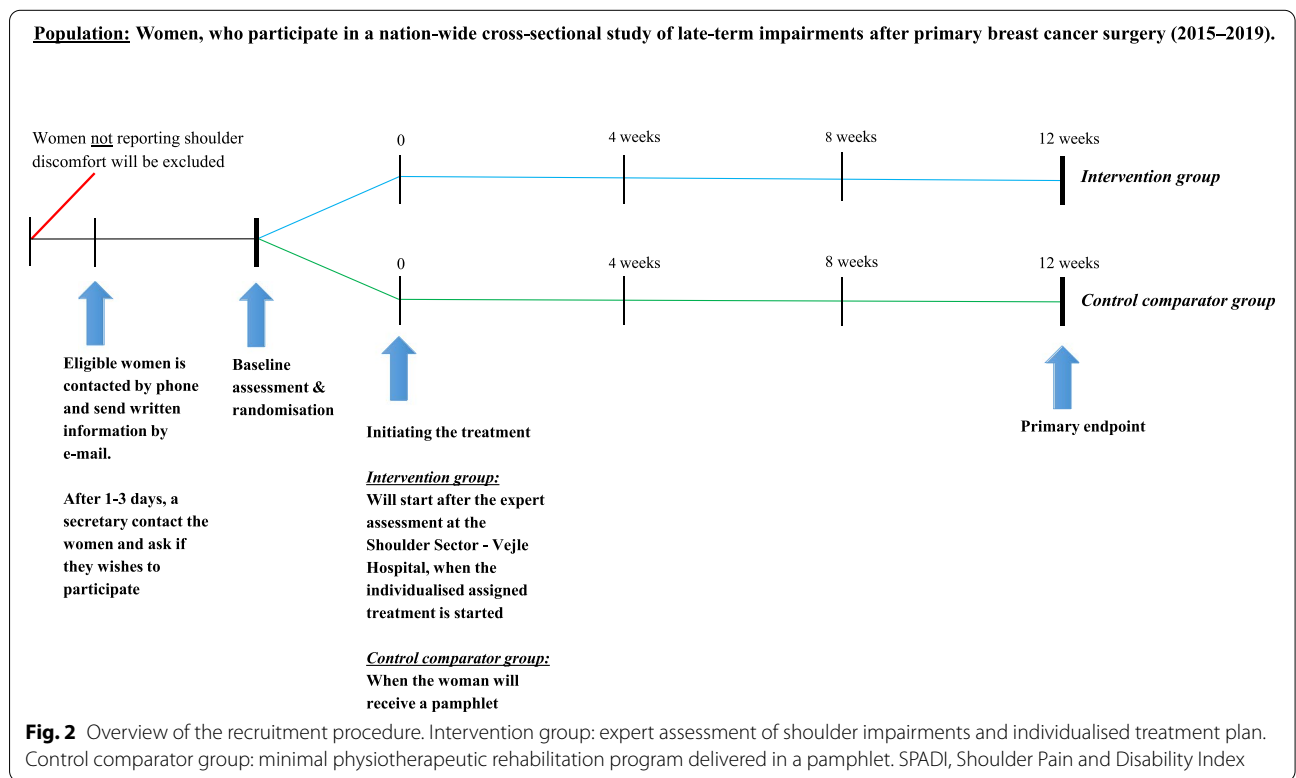 Population: Women, who participate in a nation-wide cross-sectional study of late-term impairments after primary breast cancer surgery (2015–2019).
Women not reporting shoulder
discomfort will be excluded
0
4 weeks
8 weeks
12 weeks
Intervention group
0
4 weeks
8 weeks
12 weeks
Control comparator group
Eligible women is
contacted by phone
and send written
information by
e-mail.
After 1-3 days, a
secretary contact the
women and ask if
they wishes to
participate
Baseline
assessment &
randomisation
Initiating the treatment
Intervention group:
Will start after the expert
assessment at the
Shoulder Sector - Vejle
Hospital, when the
individualised assigned
treatment is started
Control comparator group:
When the woman will
receive a pamphlet
Primary endpoint
Fig. 2 Overview of the recruitment procedure. Intervention group: expert assessment of shoulder impairments and individualised treatment plan.
Control comparator group: minimal physiotherapeutic rehabilitation program delivered in a pamphlet. SPADI, Shoulder Pain and Disability Index